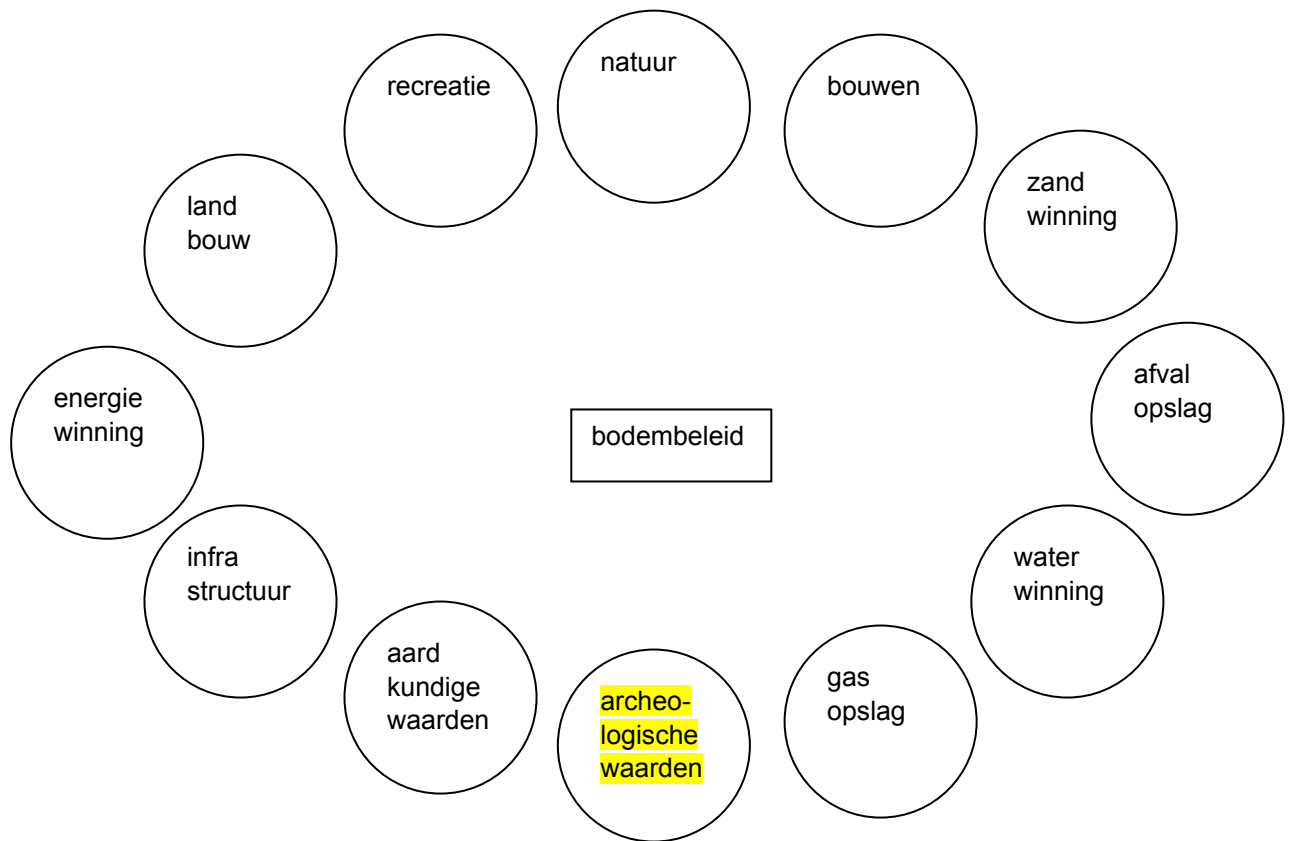 natuur
recreatie
bouwen
zand
winning
land
bouw
afval
opslag
energie
winning
bodembeleid
infra
structuur
water
winning
aard
kundige
waarden
gas
opslag
archeo-
logische
waarden